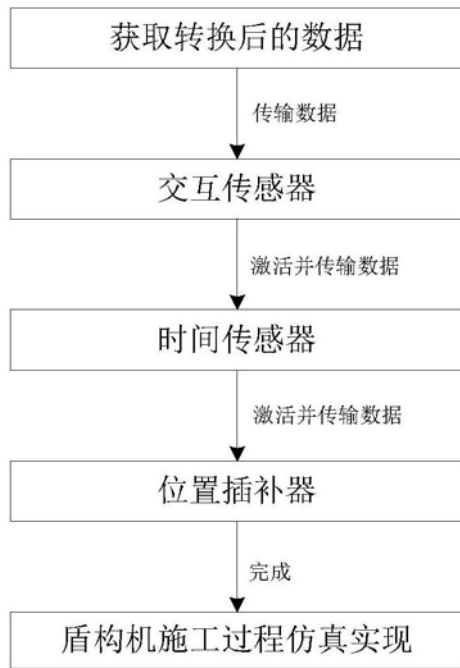 获取转换后的数据
传输数据
交互传感器
激活并传输数据
时间传感器
激活并传输数据
位置插补器
完成
盾构机施工过程仿真实现